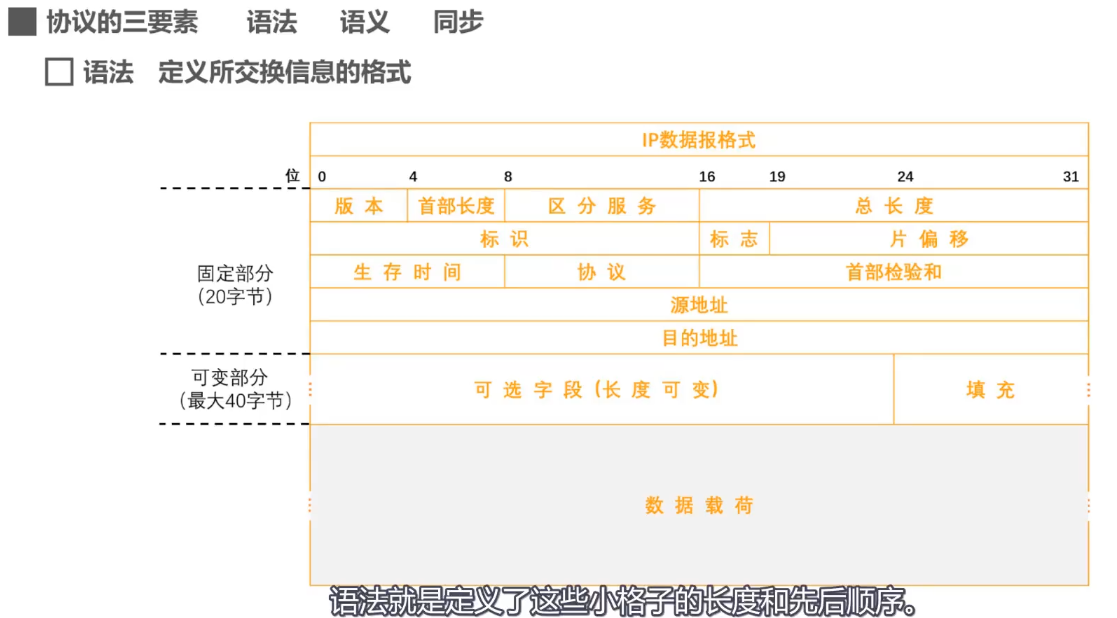 协议的三要素 语法 语义 同步
语法 定义所交换信息的格式
IP数据报格式
位 0 4 8 16 19 24 31
版本 首部长度 区分服务 总长度
标识 标志 片偏移
固定部分
（20字节）
生存时间 协议 首部检验和
源地址
目的地址
可变部分
（最大40字节）
可选字段(长度可变) 填充
数据载荷
语法就是定义了这些小格子的长度和先后顺序。